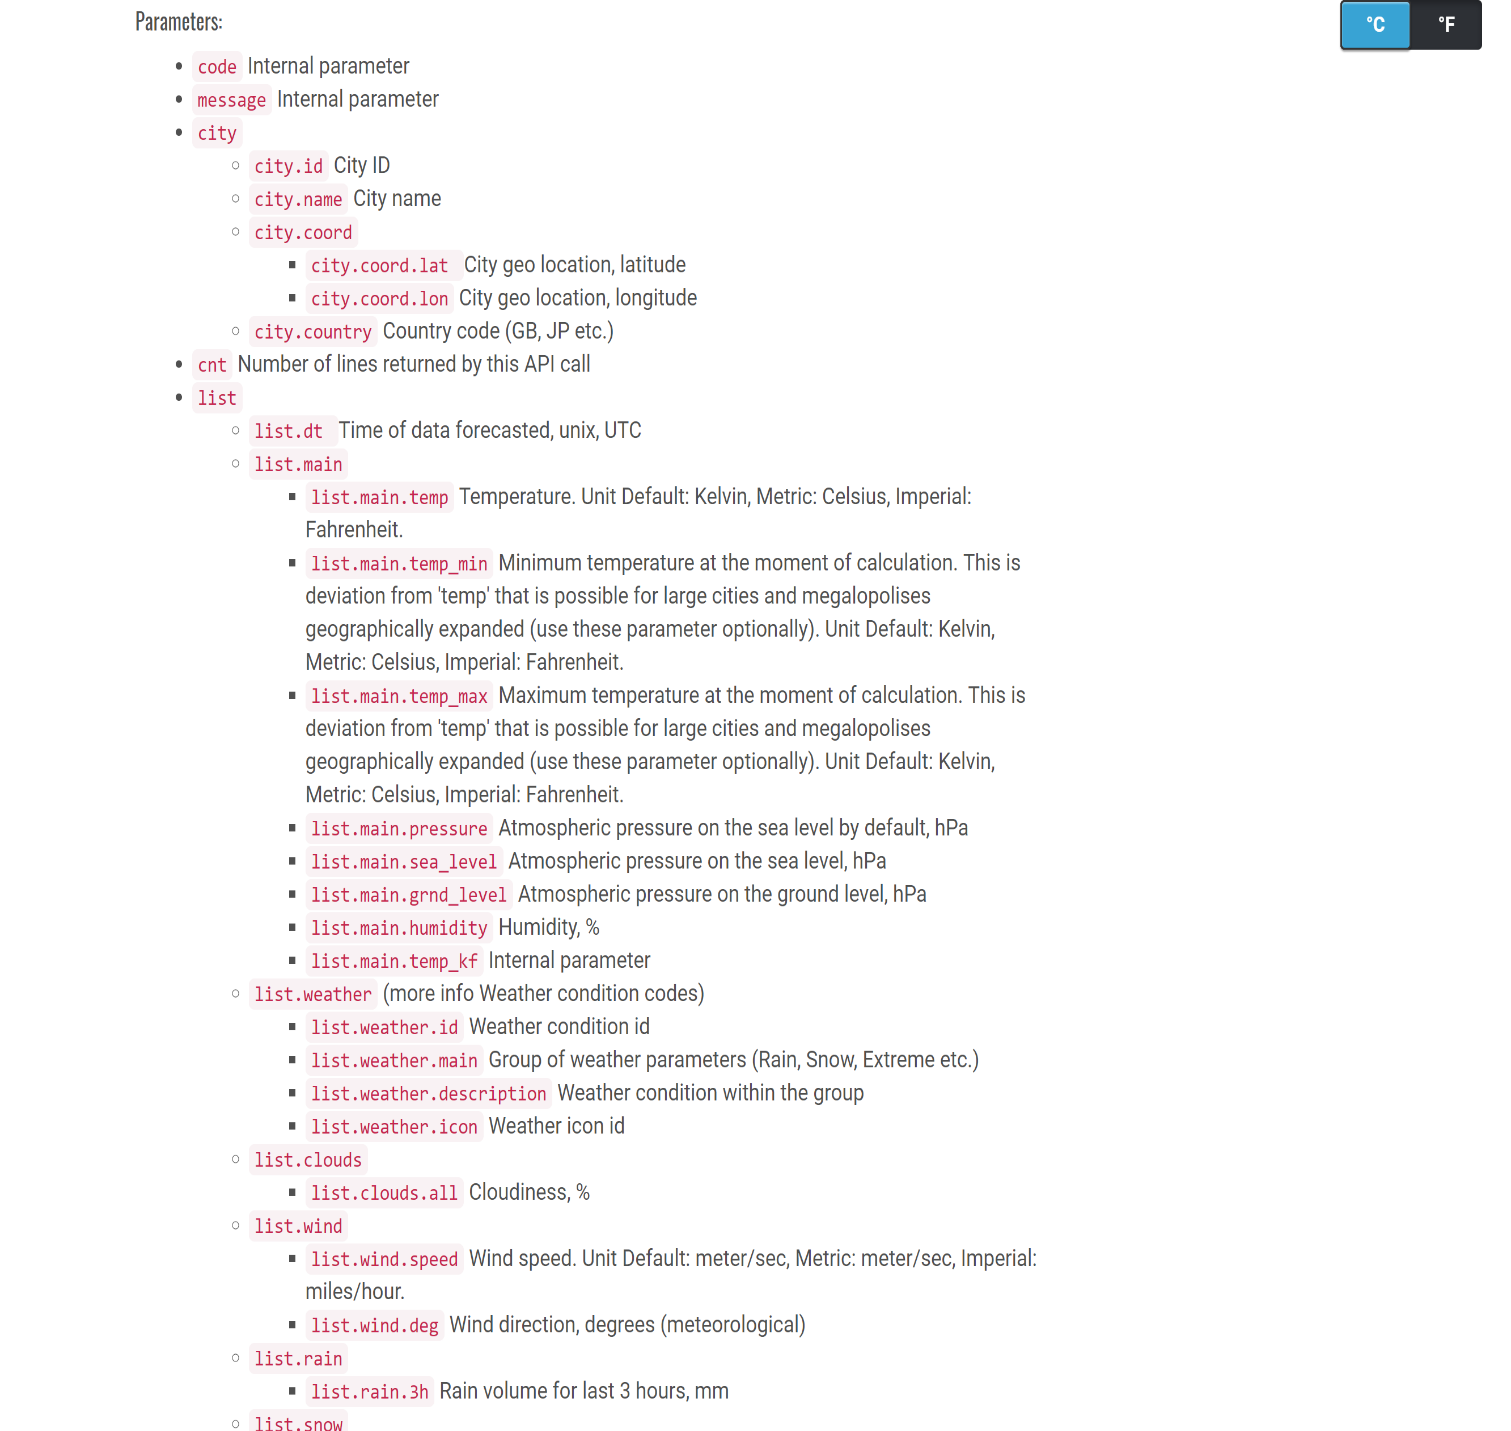 Parameters:
°C °F
code Internal parameter
message Internal parameter
city
city.id City ID
city.name City name
city.coord
city.coord.lat City geo location, latitude
city.coord.lon City geo location, longitude
city.country Country code (GB, JP etc.)
cnt Number of lines returned by this API call
list
list.dt Time of data forecasted, unix, UTC
list.main
list.main.temp Temperature. Unit Default: Kelvin, Metric: Celsius, Imperial:
Fahrenheit.
list.main.temp_min Minimum temperature at the moment of calculation. This is
deviation from 'temp' that is possible for large cities and megalopolises
geographically expanded (use these parameter optionally). Unit Default: Kelvin,
Metric: Celsius, Imperial: Fahrenheit.
list.main.temp_max Maximum temperature at the moment of calculation. This is
deviation from 'temp' that is possible for large cities and megalopolises
geographically expanded (use these parameter optionally). Unit Default: Kelvin,
Metric: Celsius, Imperial: Fahrenheit.
list.main.pressure Atmospheric pressure on the sea level by default, hPa
list.main.sea_level Atmospheric pressure on the sea level, hPa
list.main.grnd_level Atmospheric pressure on the ground level, hPa
list.main.humidity Humidity, %
list.main.temp_kf Internal parameter
list.weather (more info Weather condition codes)
list.weather.id Weather condition id
list.weather.main Group of weather parameters (Rain, Snow, Extreme etc.)
list.weather.description Weather condition within the group
list.weather.icon Weather icon id
list.clouds
list.clouds.all Cloudiness, %
list.wind
list.wind.speed Wind speed. Unit Default: meter/sec, Metric: meter/sec, Imperial:
miles/hour.
list.wind.deg Wind direction, degrees (meteorological)
list.rain
list.rain.3h Rain volume for last 3 hours, mm
list.snow